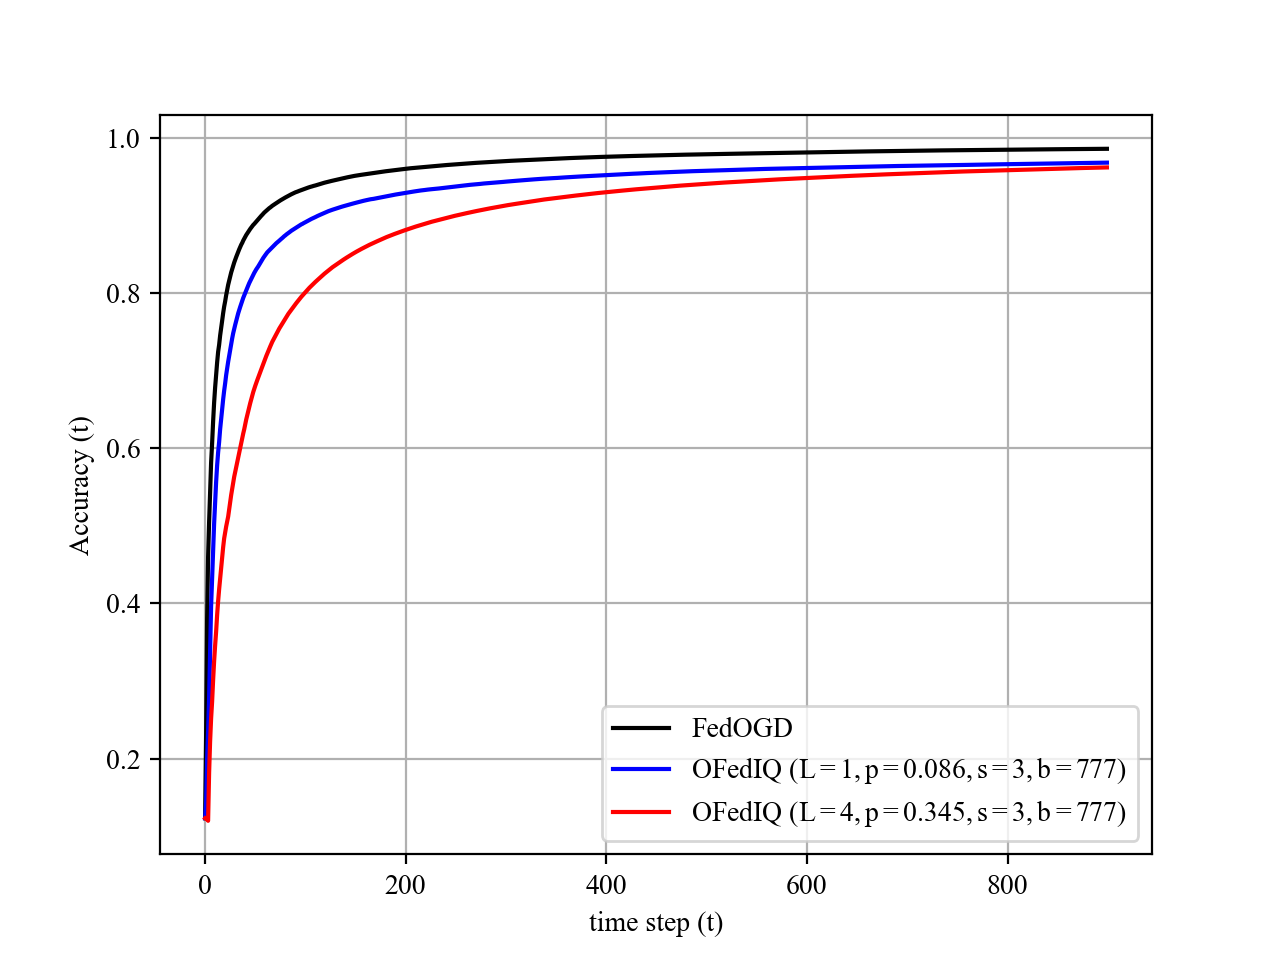 1.0
0.8
0.6
0.4
0.2
Accuracy (t)
FedOGD
OFedIQ (L=1, p=0.086, s=3, b=777)
OFedIQ (L=4, p=0.345, s=3, b=777)
0 200 400 600 800
time step (t)